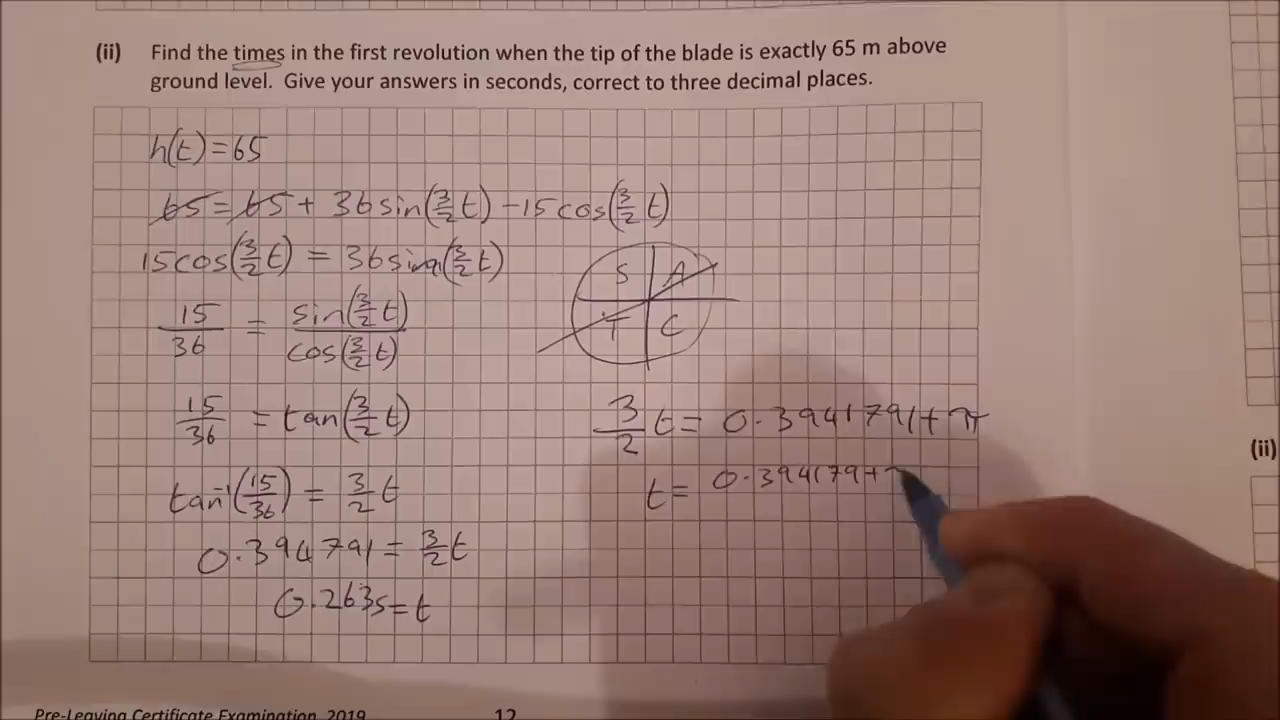 (ii) Find the times in the first revolution when the tip of the blade is exactly 65 m above
ground level. Give your answers in seconds, correct to three decimal places.
h(t) = 65
65 = 65 + 36 sin(3/2 t) - 15 cos(3/2 t)
15 cos(3/2 t) = 36 sin(3/2 t)
S A
T C
15/36 = sin(3/2 t)/cos(3/2 t)
15/36 = tan(3/2 t)
tan⁻¹(15/36) = 3/2 t
0.394791 = 3/2 t
0.263s = t
3/2 t = 0.3941791 + π
t = 0.394179 +
(ii)
Pre-Leaving Certificate Examination, 2019
12